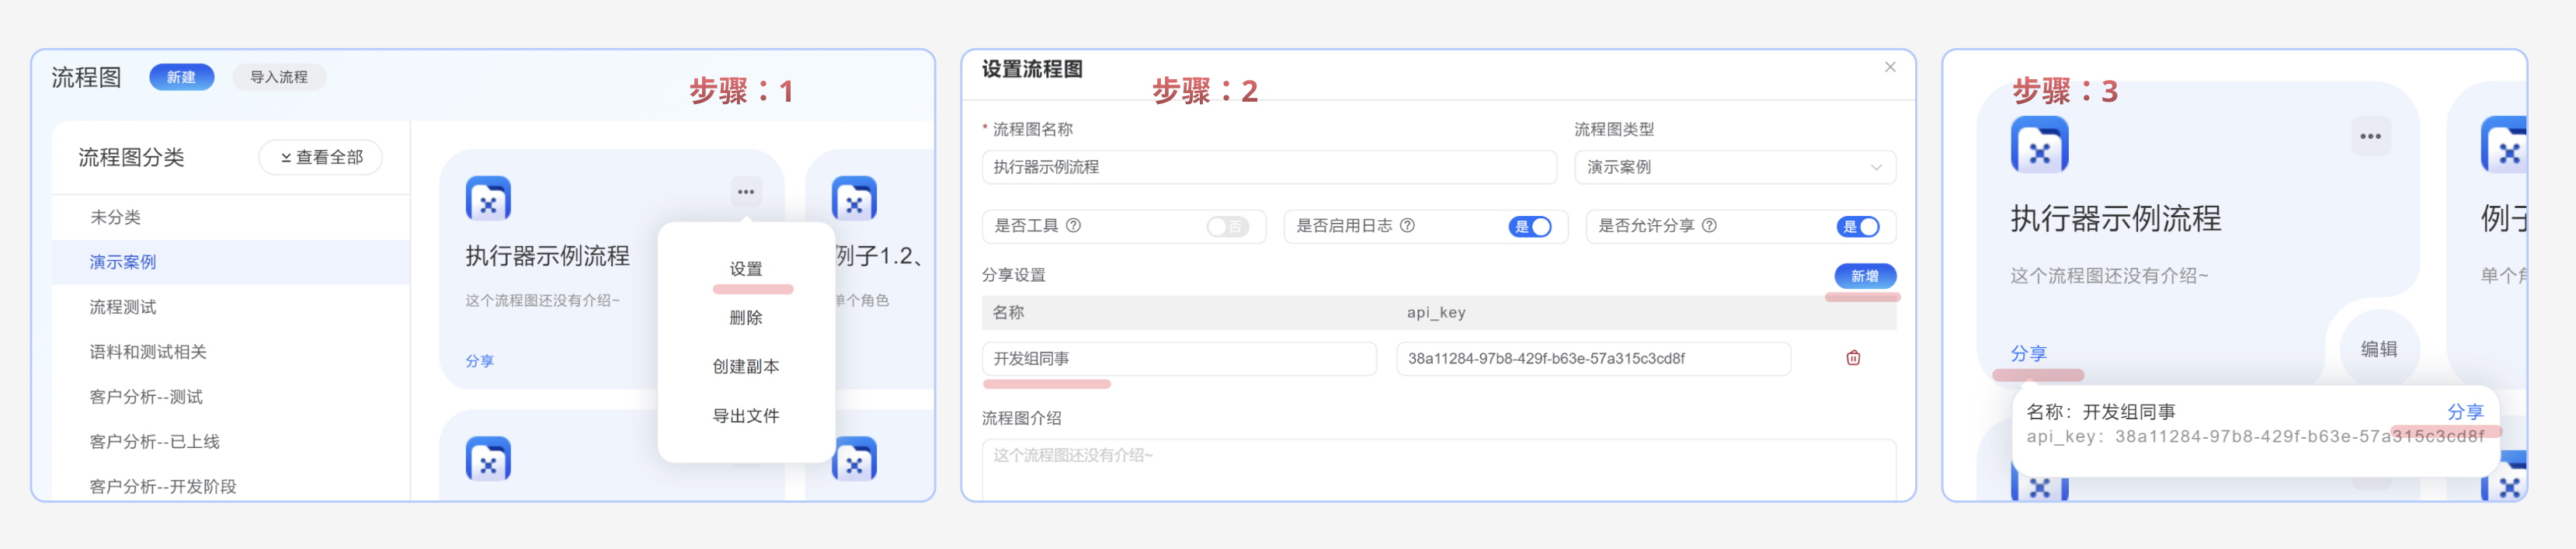 流程图
新建
导入流程
步骤：1
流程图分类
查看全部
未分类
演示案例
流程测试
语料和测试相关
客户分析--测试
客户分析--已上线
客户分析--开发阶段
执行器示例流程
这个流程图还没有介绍~
分享
设置
删除
创建副本
导出文件
例子1.2、
单个角色
设置流程图
步骤：2
* 流程图名称
流程图类型
执行器示例流程
演示案例
是否工具
否
是否启用日志
是
是否允许分享
是
分享设置
新增
名称
api_key
开发组同事
38a11284-97b8-429f-b63e-57a315c3cd8f
流程图介绍
这个流程图还没有介绍~
步骤：3
执行器示例流程
这个流程图还没有介绍~
分享
编辑
例子
单个
名称：开发组同事
分享
api_key：38a11284-97b8-429f-b63e-57a315c3cd8f